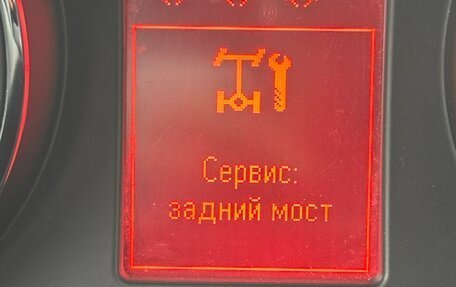 Сервис:
задний мост